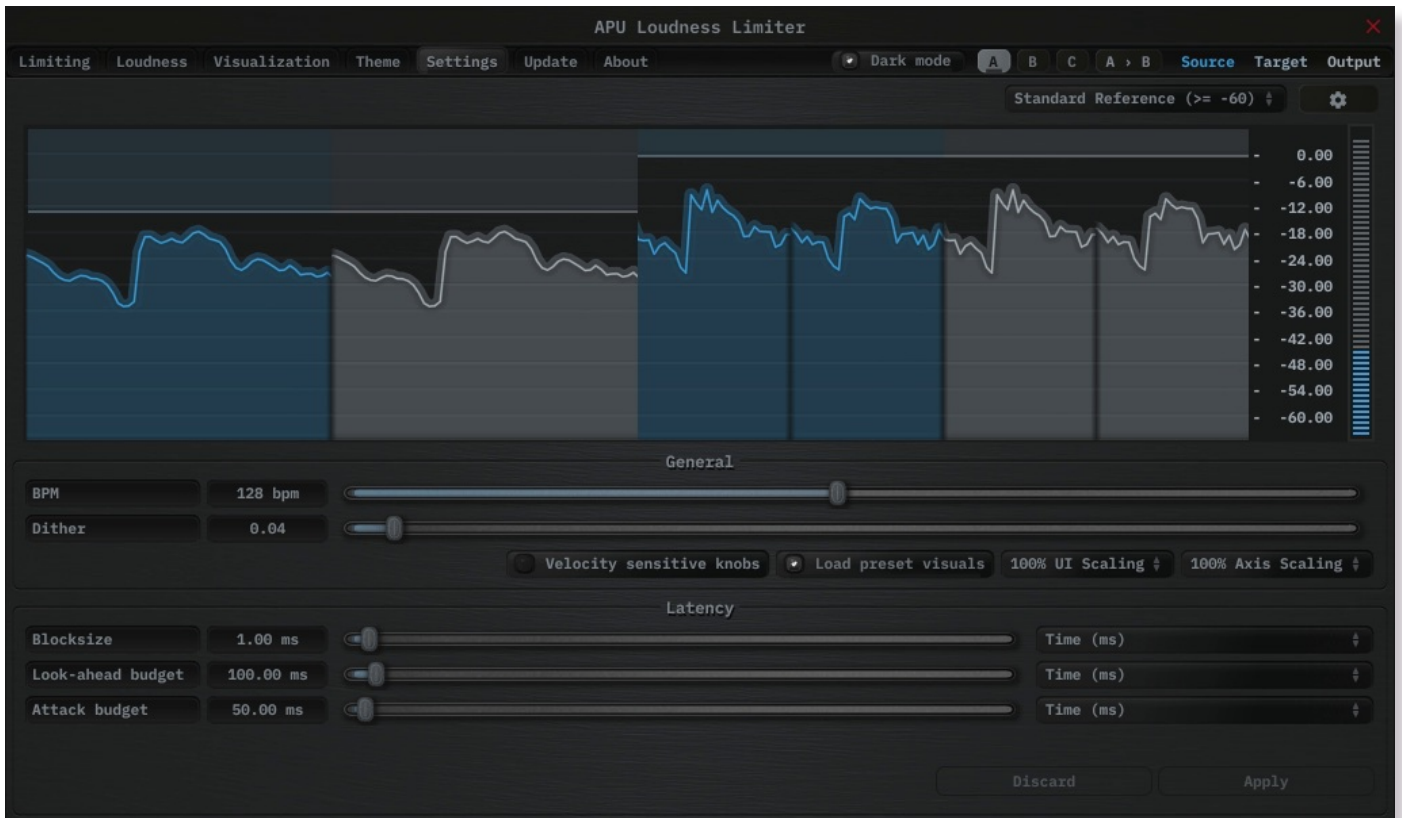 APU Loudness Limiter
Limiting Loudness Visualization Theme Settings Update About Dark mode A B C A › B Source Target Output
Standard Reference (>= -60)
- 0.00
- -6.00
- -12.00
- -18.00
- -24.00
- -30.00
- -36.00
- -42.00
- -48.00
- -54.00
- -60.00
General
BPM 128 bpm
Dither 0.04
Velocity sensitive knobs Load preset visuals 100% UI Scaling 100% Axis Scaling
Latency
Blocksize 1.00 ms Time (ms)
Look-ahead budget 100.00 ms Time (ms)
Attack budget 50.00 ms Time (ms)
Discard Apply